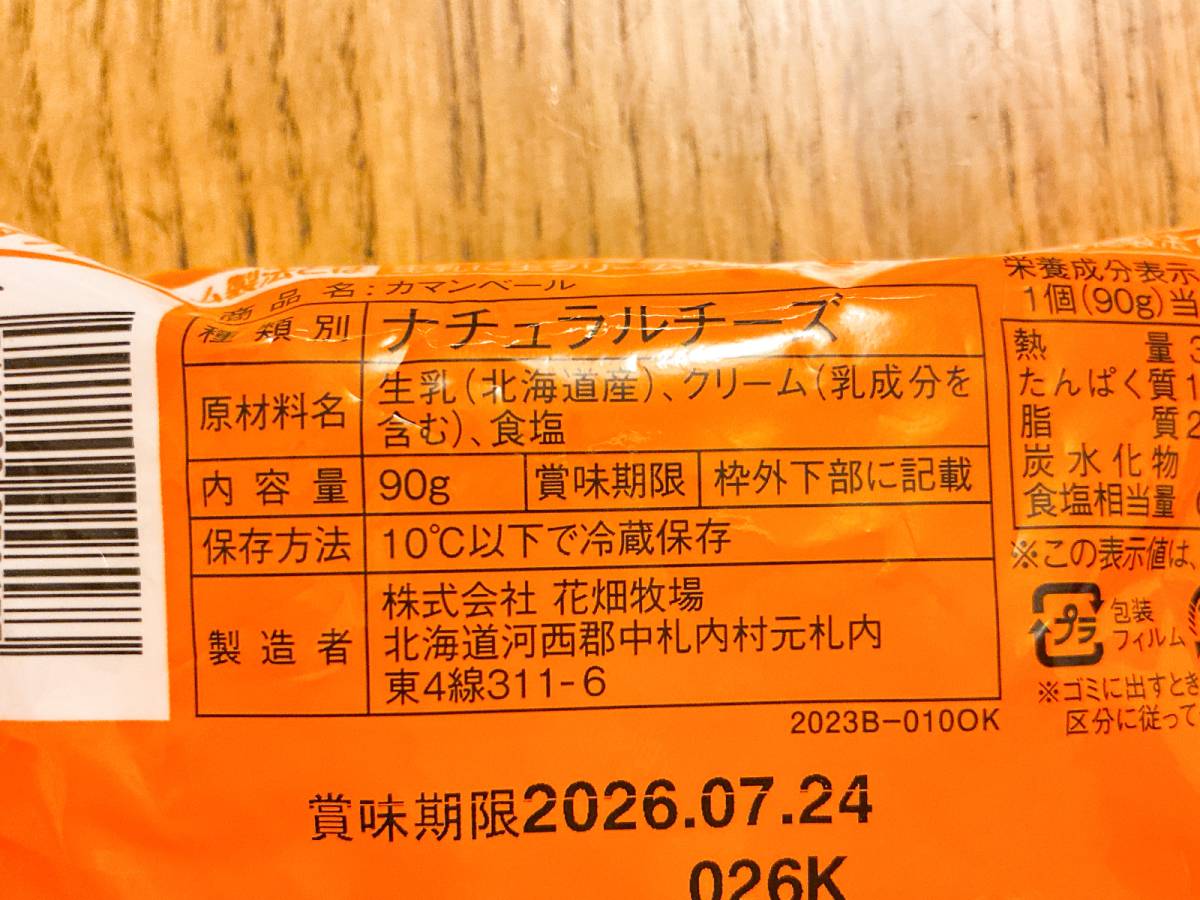 商品名：カマンベール
種類別 ナチュラルチーズ
原材料名 生乳（北海道産）、クリーム（乳成分を
含む）、食塩
内容量 90g 賞味期限 枠外下部に記載
保存方法 10℃以下で冷蔵保存
製造者 株式会社 花畑牧場
北海道河西郡中札内村元札内
東4線311-6
2023B-010OK
賞味期限2026.07.24
026K
栄養成分表示
1個(90g)当
熱量 3
たんぱく質 1
脂質 2
炭水化物
食塩相当量
※この表示値は、
プラ 包装
フィルム
※ゴミに出すとき
区分に従って